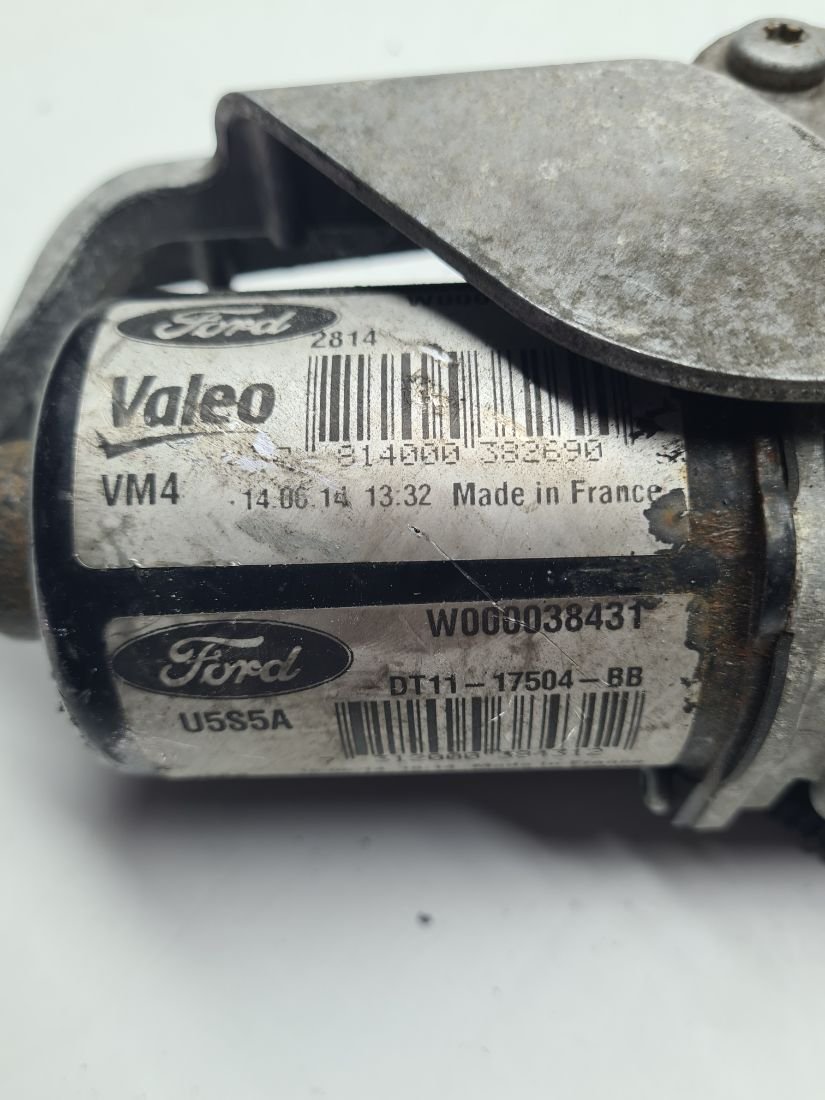 Ford
2814
Valeo
814000 382690
VM4 14.06.14 13:32 Made in France
W000038431
Ford
DT11-17504-BB
U5S5A